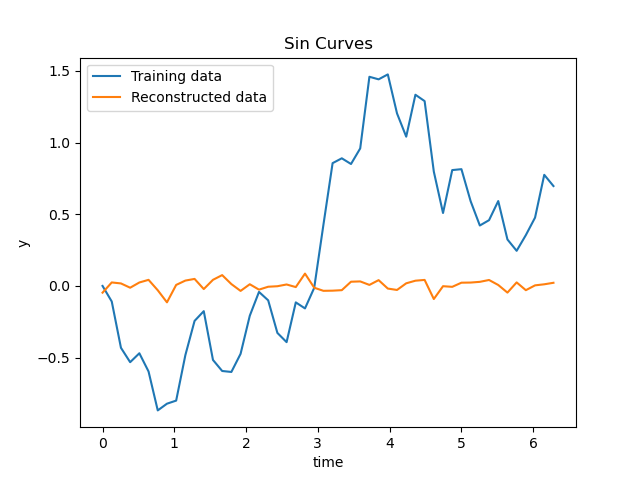 Sin Curves
Training data
Reconstructed data
1.5
1.0
0.5
0.0
−0.5
y
0 1 2 3 4 5 6
time